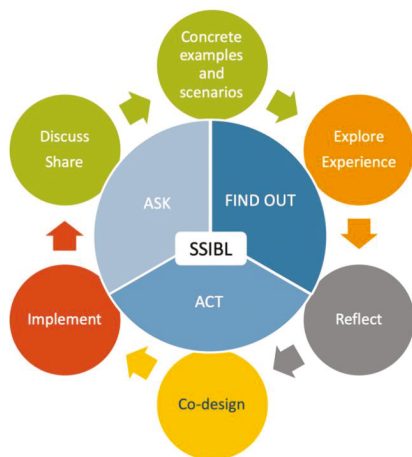 Concrete
examples
and
scenarios
Discuss
Share
Explore
Experience
ASK
FIND OUT
SSIBL
ACT
Implement
Reflect
Co-design